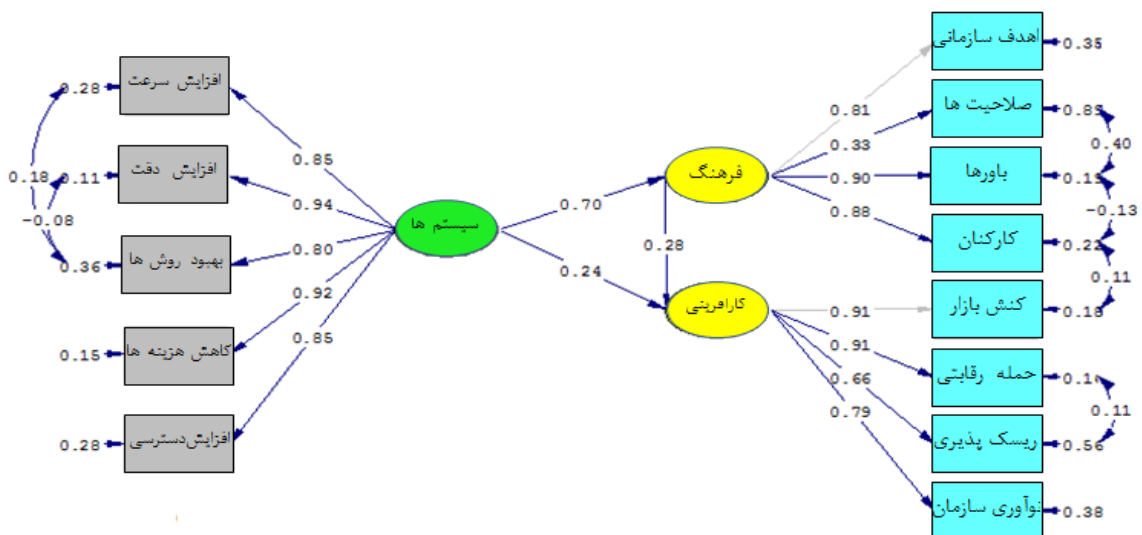 0.28
افزایش سرعت
0.11
افزایش دقت
0.18
-0.08
0.36
بهبود روش ها
0.15
کاهش هزینه ها
0.28
افزایش‌دسترسی
0.85
0.94
0.80
0.92
0.85
سیستم ها
0.70
0.24
فرهنگ
0.28
کارافرینی
0.81
0.33
0.90
0.88
0.91
0.91
0.66
0.79
اهدف سازمانی
0.35
صلاحیت ها
0.40
باورها
0.19
-0.13
کارکنان
0.22
0.11
کنش بازار
0.18
حمله رقابتی
0.11
ریسک پذیری
0.56
نوآوری سازمان
0.38